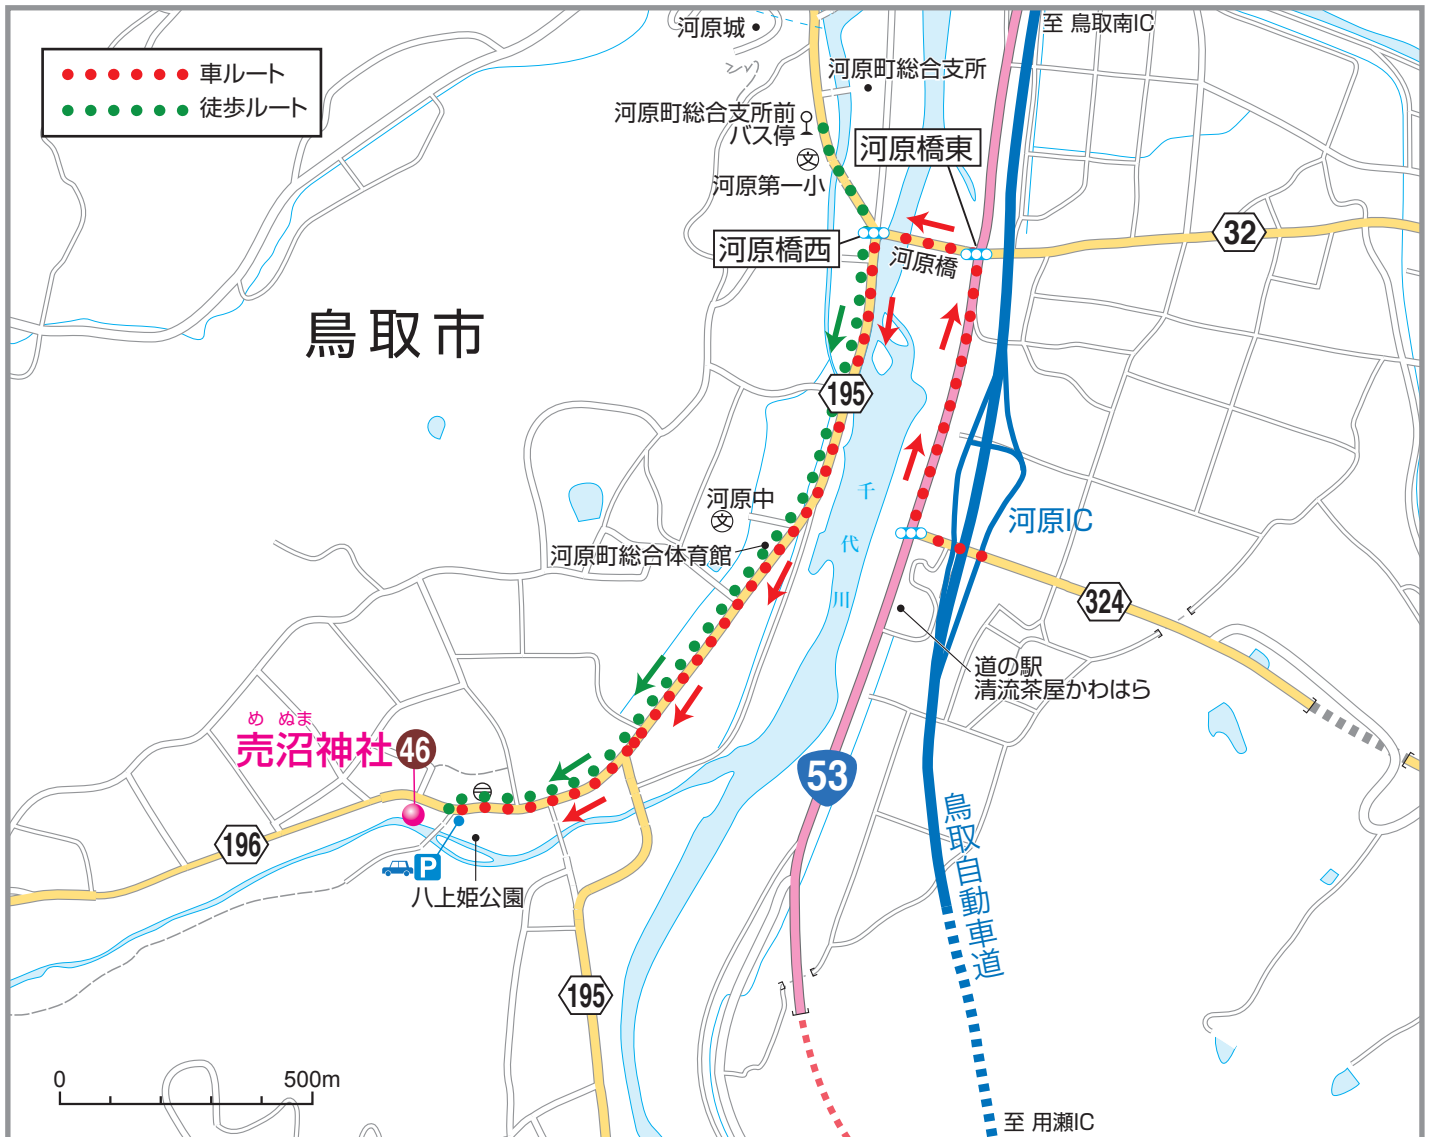 河原城
至 鳥取南IC
車ルート
徒歩ルート
河原町総合支所
河原町総合支所前
バス停
文
河原第一小
河原橋東
河原橋西
河原橋
32
鳥取市
195
千代川
河原中
文
河原町総合体育館
河原IC
324
道の駅
清流茶屋かわはら
め ぬま
売沼神社
46
53
196
P
八上姫公園
鳥取自動車道
195
0 500m
至 用瀬IC